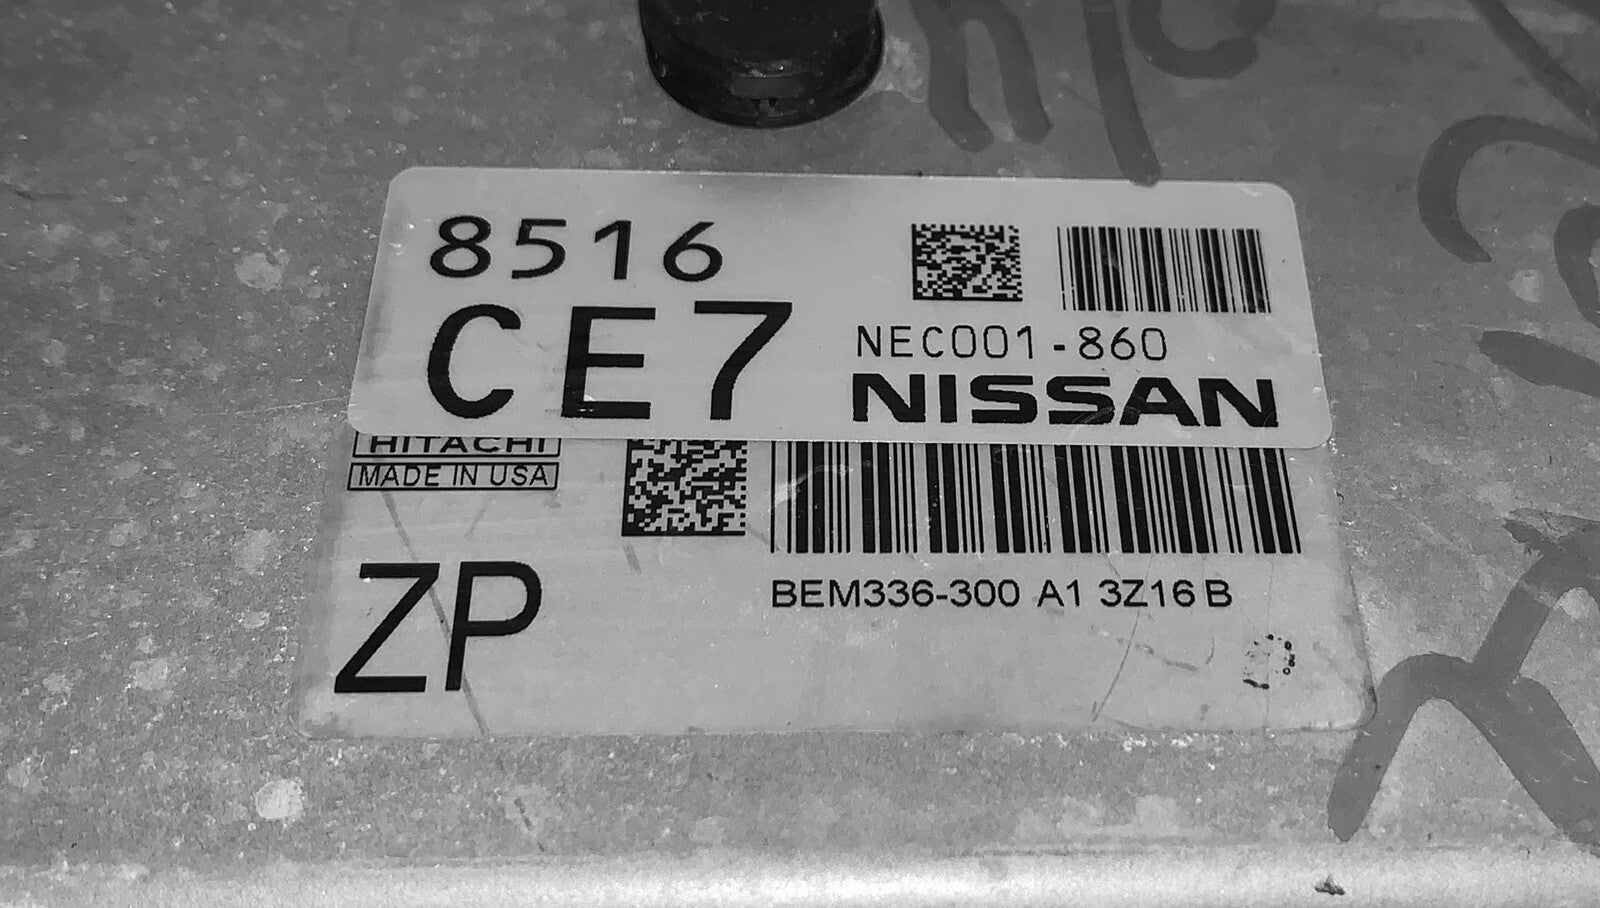 8516
CE7
NEC001-860
NISSAN
HITACHI
MADE IN USA
ZP
BEM336-300 A1 3Z16 B